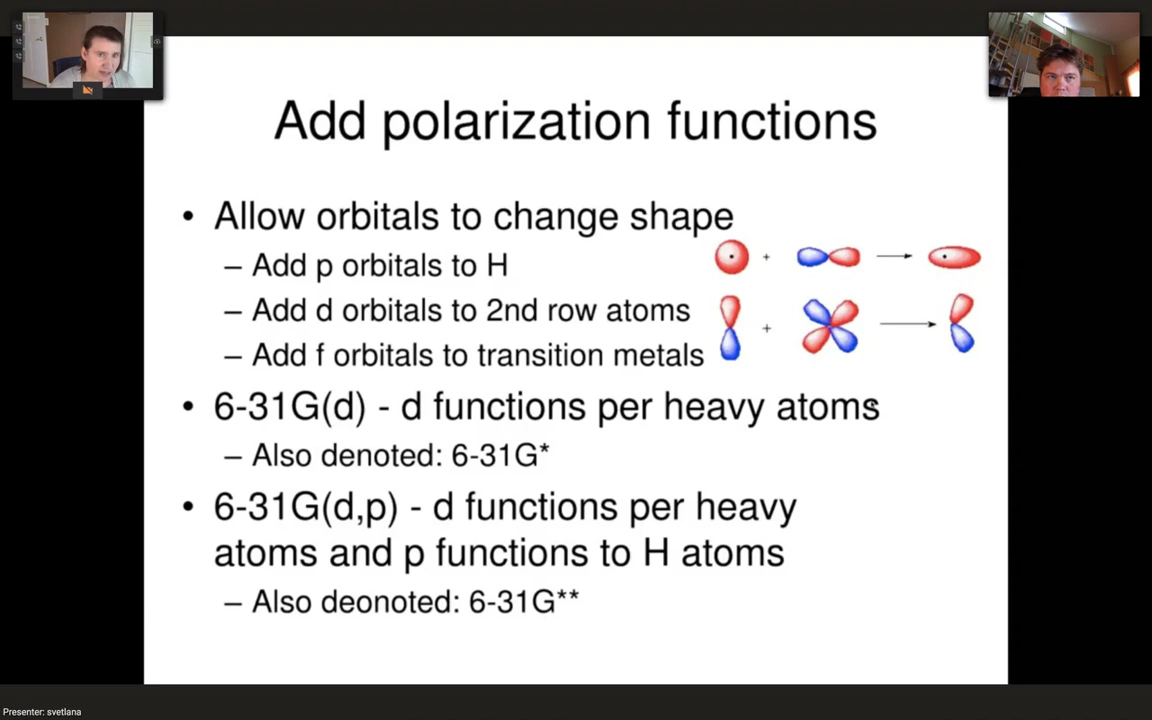 Add polarization functions
• Allow orbitals to change shape
– Add p orbitals to H
– Add d orbitals to 2nd row atoms
– Add f orbitals to transition metals
+
+
• 6-31G(d) - d functions per heavy atoms
– Also denoted: 6-31G*
• 6-31G(d,p) - d functions per heavy
atoms and p functions to H atoms
– Also deonoted: 6-31G**
Presenter: svetlana